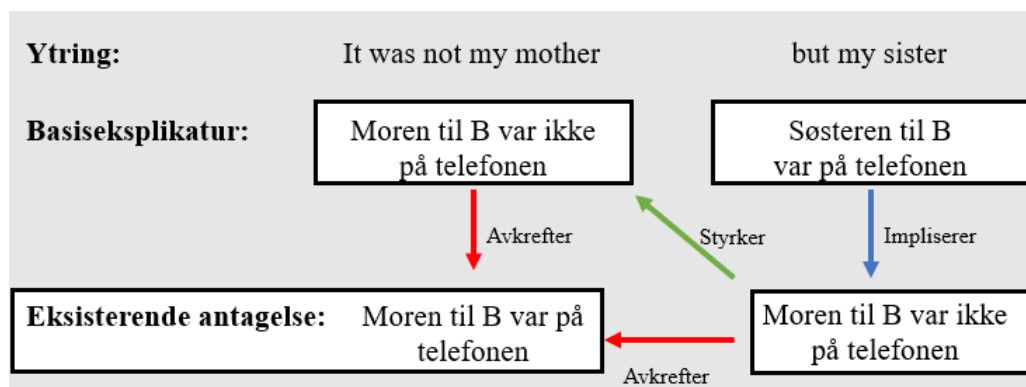 Ytring: It was not my mother but my sister
Basiseksplikatur: Moren til B var ikke
på telefonen
Søsteren til B
var på telefonen
Avkrefter
Styrker
Impliserer
Eksisterende antagelse: Moren til B var på
telefonen
Moren til B var ikke
på telefonen
Avkrefter